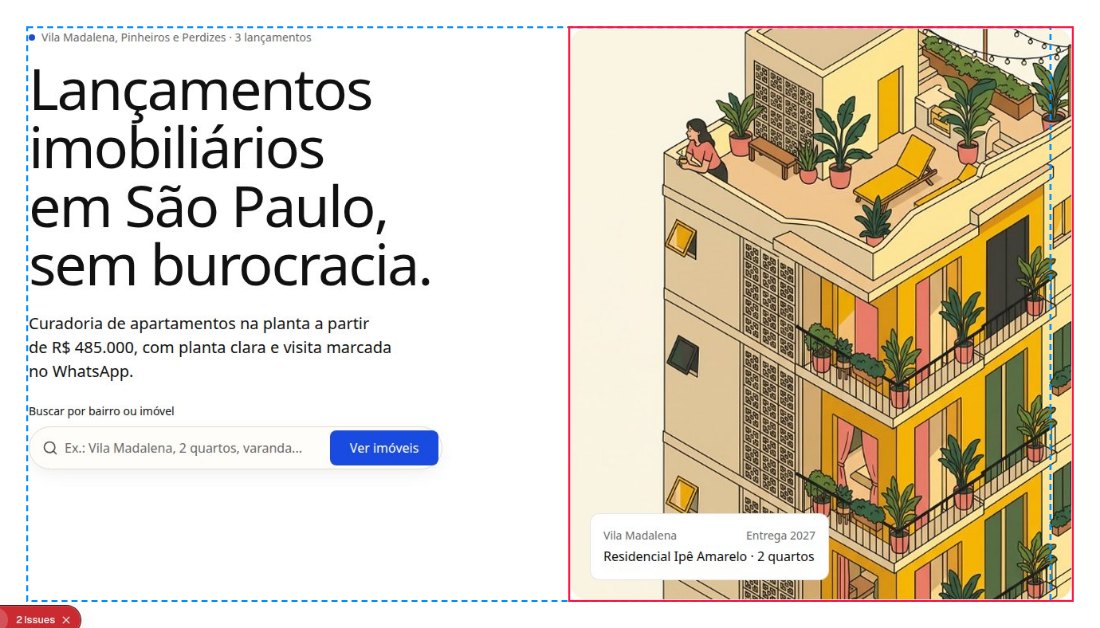 Vila Madalena, Pinheiros e Perdizes · 3 lançamentos
Lançamentos
imobiliários
em São Paulo,
sem burocracia.
Curadoria de apartamentos na planta a partir
de R$ 485.000, com planta clara e visita marcada
no WhatsApp.
Buscar por bairro ou imóvel
Ex.: Vila Madalena, 2 quartos, varanda...
Ver imóveis
Vila Madalena
Entrega 2027
Residencial Ipê Amarelo · 2 quartos
2 Issues